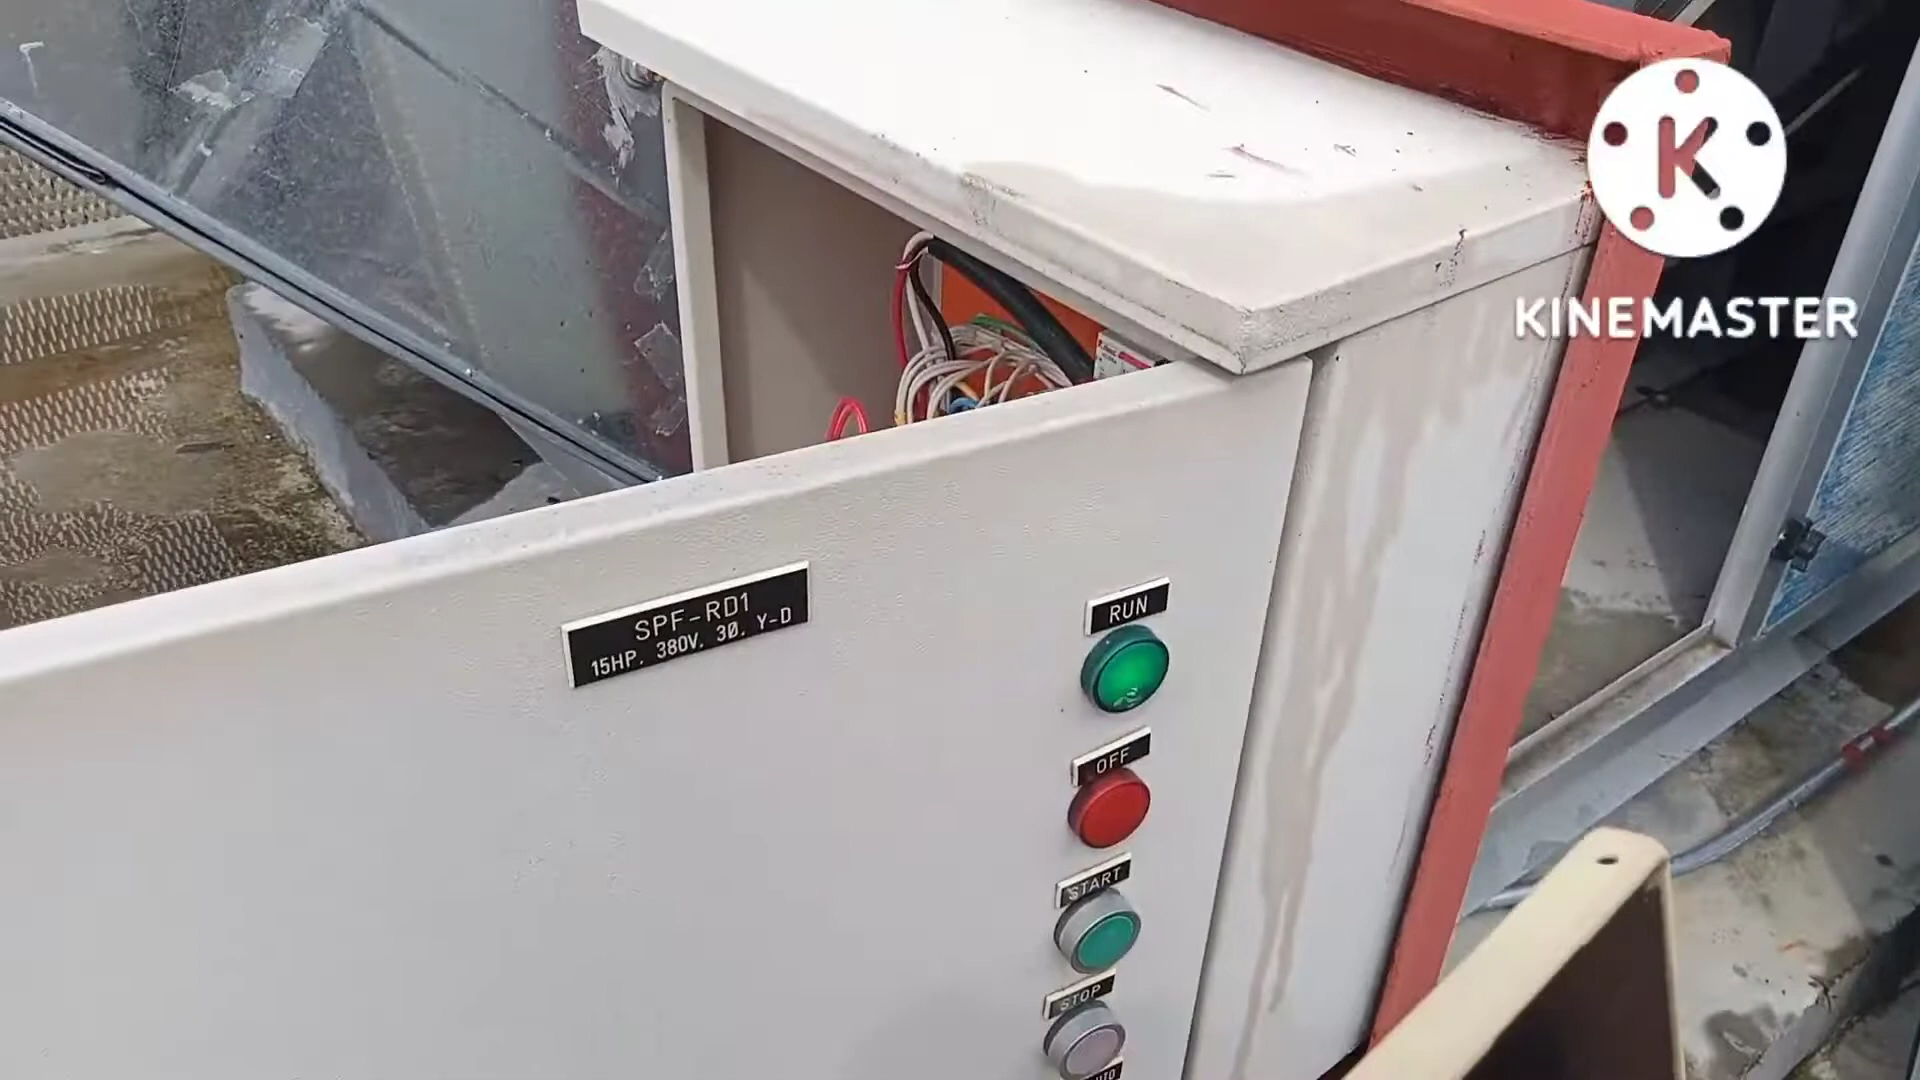 K
KINEMASTER
SPF-RD1
15HP. 380V. 3Ø. Y-D
RUN
OFF
START
STOP